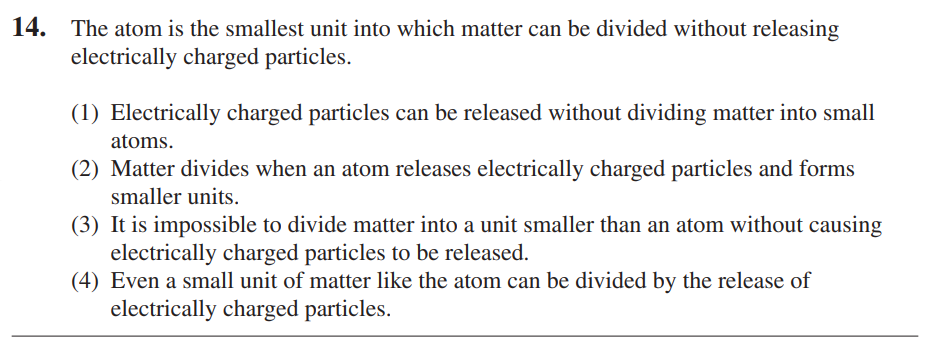 14. The atom is the smallest unit into which matter can be divided without releasing
electrically charged particles.
(1) Electrically charged particles can be released without dividing matter into small
atoms.
(2) Matter divides when an atom releases electrically charged particles and forms
smaller units.
(3) It is impossible to divide matter into a unit smaller than an atom without causing
electrically charged particles to be released.
(4) Even a small unit of matter like the atom can be divided by the release of
electrically charged particles.